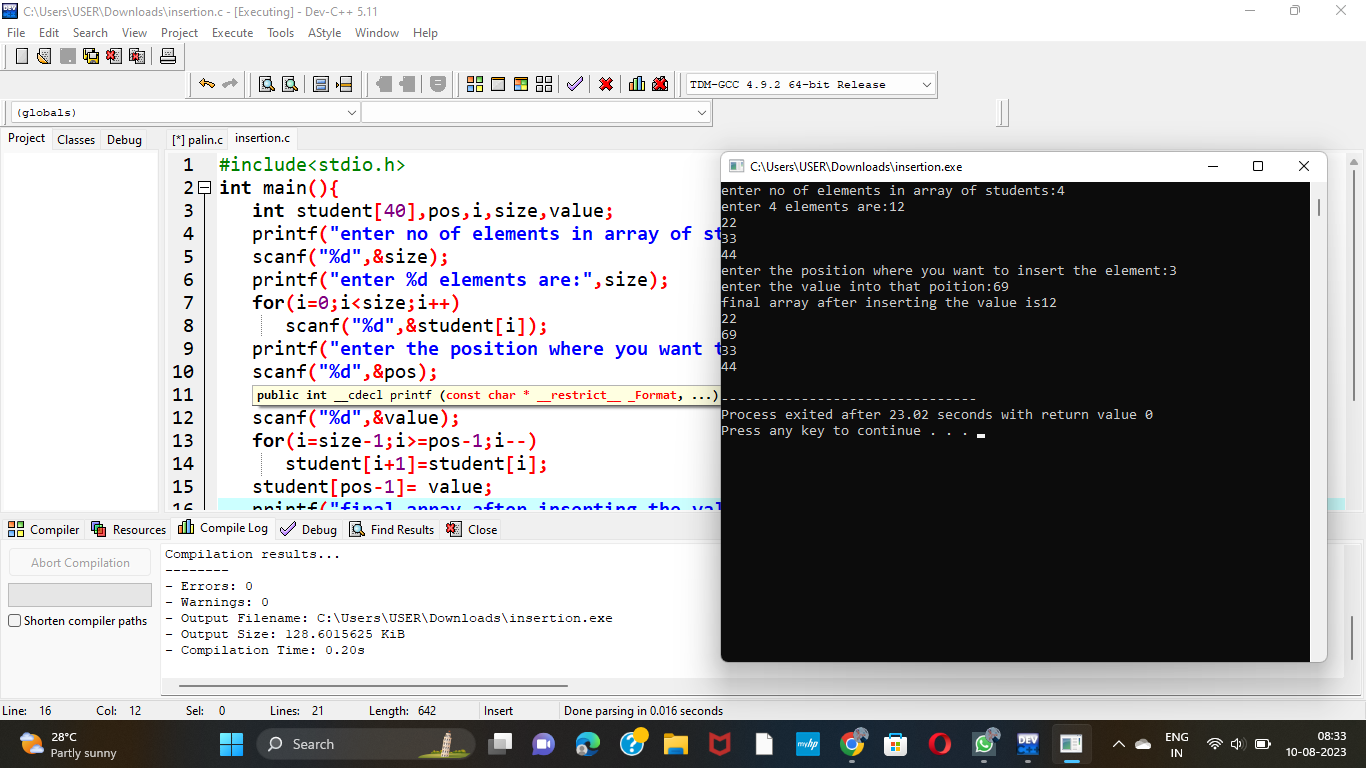 C:\Users\USER\Downloads\insertion.c - [Executing] - Dev-C++ 5.11
File Edit Search View Project Execute Tools AStyle Window Help
TDM-GCC 4.9.2 64-bit Release
(globals)
Project Classes Debug
[*] palin.c insertion.c
1 #include<stdio.h>
2 int main(){
3 int student[40],pos,i,size,value;
4 printf("enter no of elements in array of st
5 scanf("%d",&size);
6 printf("enter %d elements are:",size);
7 for(i=0;i<size;i++)
8 scanf("%d",&student[i]);
9 printf("enter the position where you want t
10 scanf("%d",&pos);
11 public int __cdecl printf (const char * __restrict__ _Format, ...)
12 scanf("%d",&value);
13 for(i=size-1;i>=pos-1;i--)
14 student[i+1]=student[i];
15 student[pos-1]= value;
16 printf("final array after inserting the val
C:\Users\USER\Downloads\insertion.exe
enter no of elements in array of students:4
enter 4 elements are:12
22
33
44
enter the position where you want to insert the element:3
enter the value into that poition:69
final array after inserting the value is12
22
69
33
44
--------------------------------
Process exited after 23.02 seconds with return value 0
Press any key to continue . . .
Compiler Resources Compile Log Debug Find Results Close
Abort Compilation
Shorten compiler paths
Compilation results...
--------
- Errors: 0
- Warnings: 0
- Output Filename: C:\Users\USER\Downloads\insertion.exe
- Output Size: 128.6015625 KiB
- Compilation Time: 0.20s
Line: 16 Col: 12 Sel: 0 Lines: 21 Length: 642 Insert Done parsing in 0.016 seconds
28°C
Partly sunny
Search
myhp
DEV
ENG
IN
08:33
10-08-2023